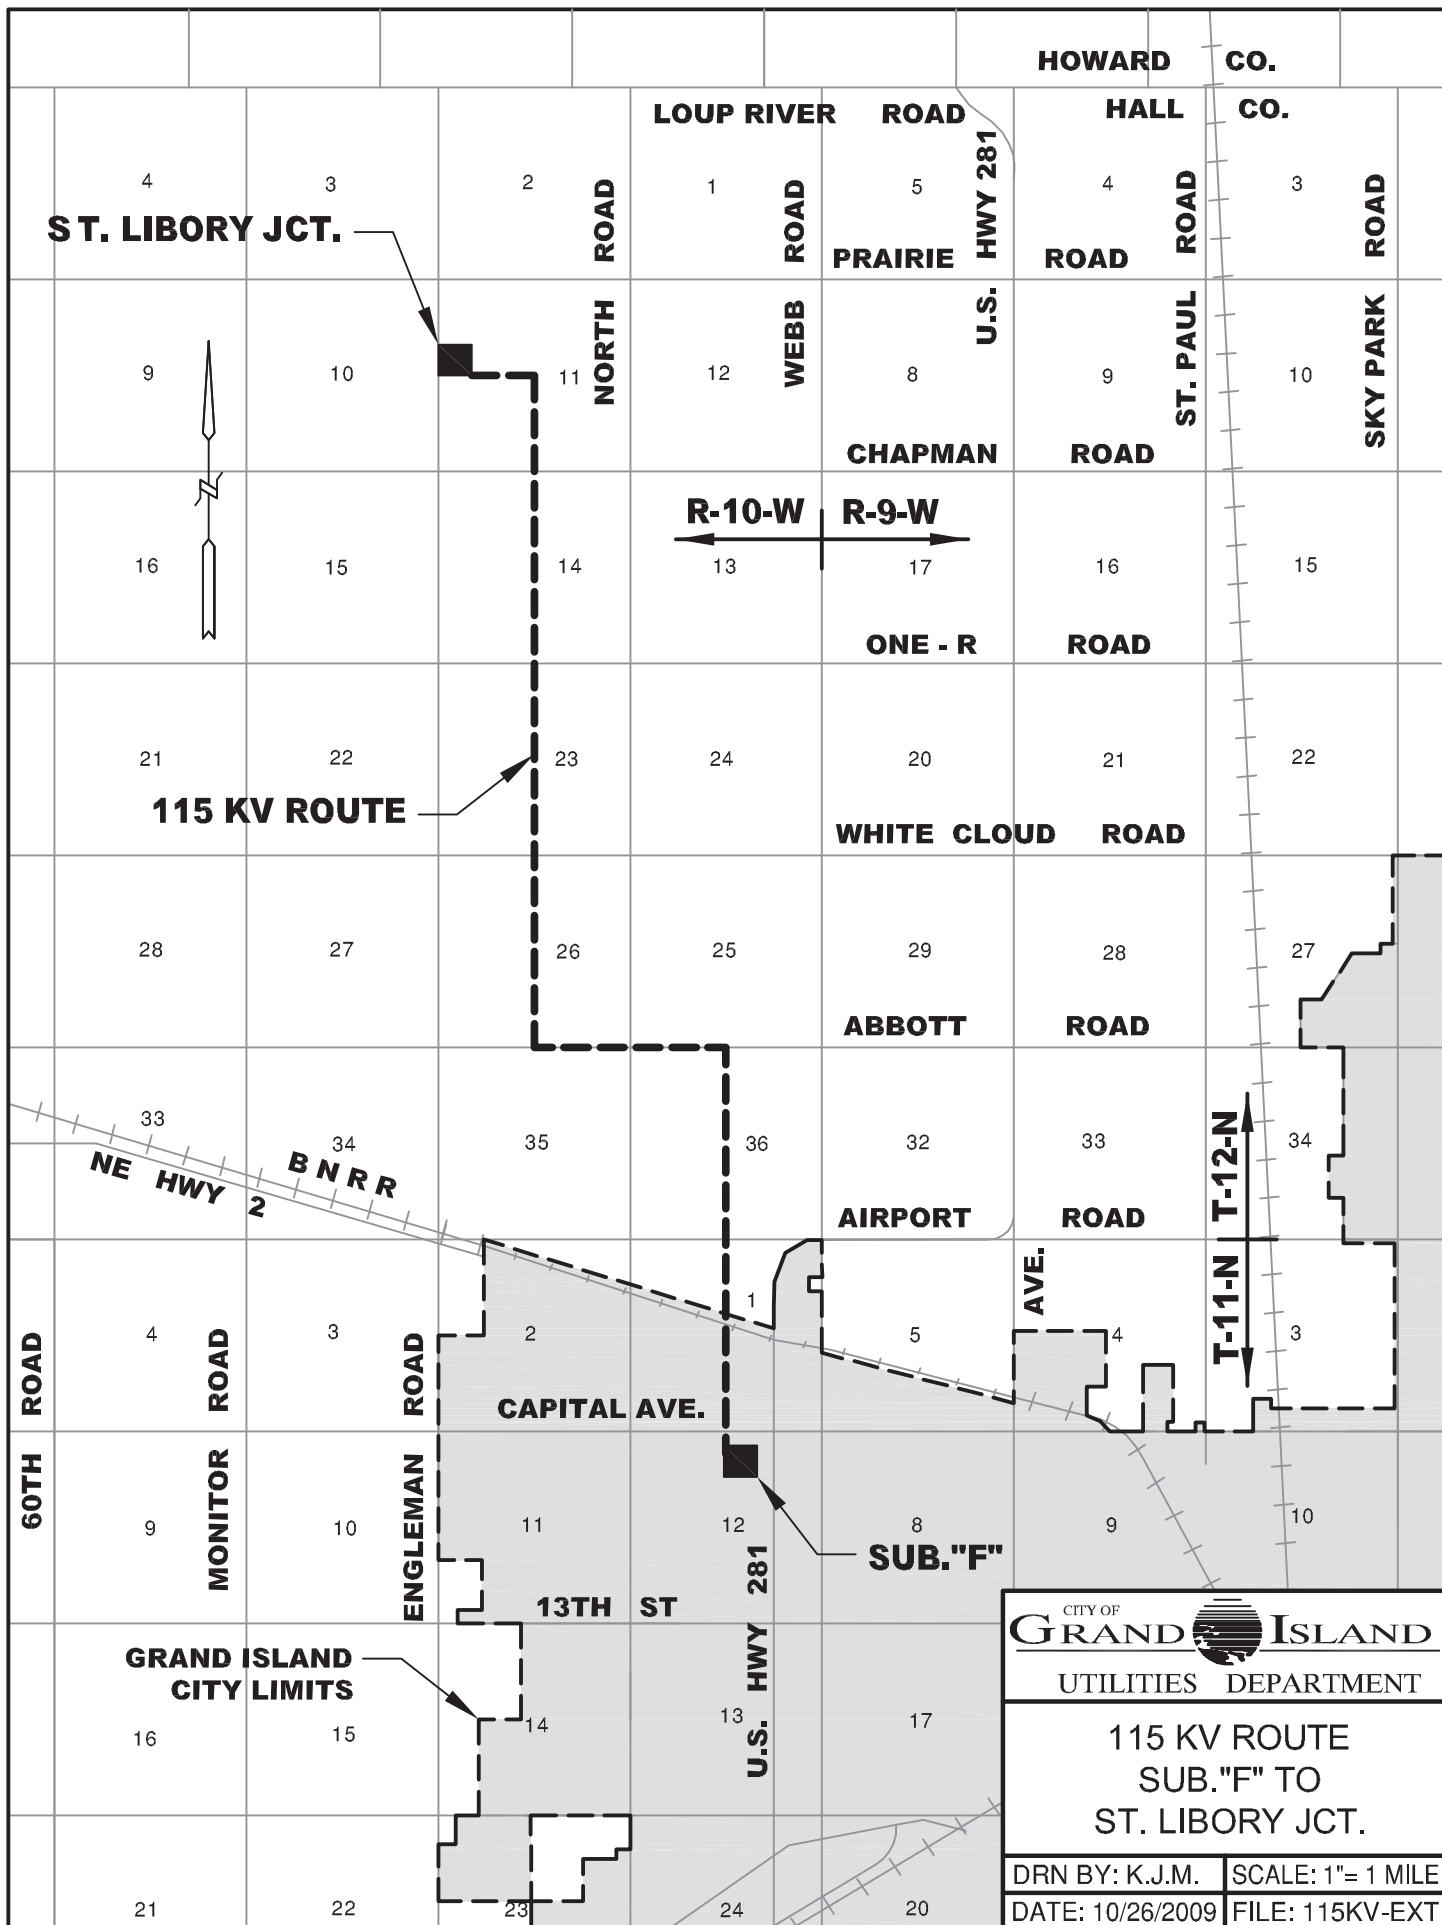 HOWARD CO.
LOUP RIVER ROAD HALL CO.
4 3 2 1 5 4 3
ST. LIBORY JCT.
NORTH ROAD
WEBB ROAD
U.S. HWY 281
ST. PAUL ROAD
SKY PARK ROAD
PRAIRIE ROAD
9 10 11 12 8 9 10
CHAPMAN ROAD
R-10-W R-9-W
16 15 14 13 17 16 15
ONE - R ROAD
21 22 23 24 20 21 22
115 KV ROUTE
WHITE CLOUD ROAD
28 27 26 25 29 28 27
ABBOTT ROAD
33 34 35 36 32 33 34
NE HWY 2
BNRR
T-12-N
T-11-N
AIRPORT ROAD
AVE.
4 3 2 1 5 4 3
60TH ROAD
MONITOR ROAD
ENGLEMAN ROAD
CAPITAL AVE.
9 10 11 12 8 9 10
SUB."F"
13TH ST
U.S. HWY 281
GRAND ISLAND
CITY LIMITS
16 15 14 13 17
21 22 23 24 20
CITY OF
GRAND ISLAND
UTILITIES DEPARTMENT
115 KV ROUTE
SUB."F" TO
ST. LIBORY JCT.
DRN BY: K.J.M. SCALE: 1"= 1 MILE
DATE: 10/26/2009 FILE: 115KV-EXT